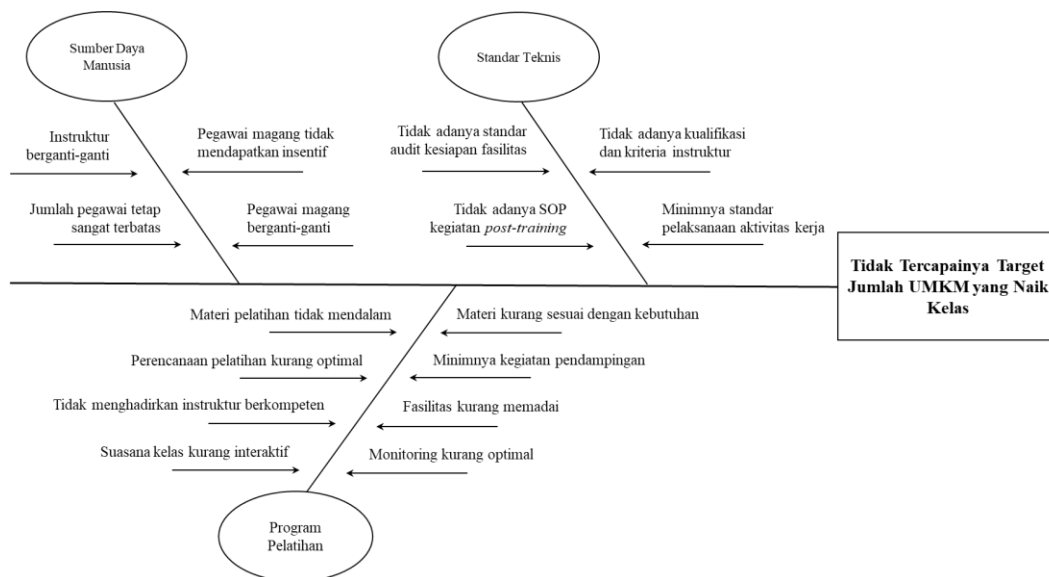 Sumber Daya
Manusia
Standar Teknis
Instruktur
berganti-ganti
Pegawai magang tidak
mendapatkan insentif
Tidak adanya standar
audit kesiapan fasilitas
Tidak adanya kualifikasi
dan kriteria instruktur
Jumlah pegawai tetap
sangat terbatas
Pegawai magang
berganti-ganti
Tidak adanya SOP
kegiatan post-training
Minimnya standar
pelaksanaan aktivitas kerja
Tidak Tercapainya Target
Jumlah UMKM yang Naik
Kelas
Materi pelatihan tidak mendalam
Materi kurang sesuai dengan kebutuhan
Perencanaan pelatihan kurang optimal
Minimnya kegiatan pendampingan
Tidak menghadirkan instruktur berkompeten
Fasilitas kurang memadai
Suasana kelas kurang interaktif
Monitoring kurang optimal
Program
Pelatihan